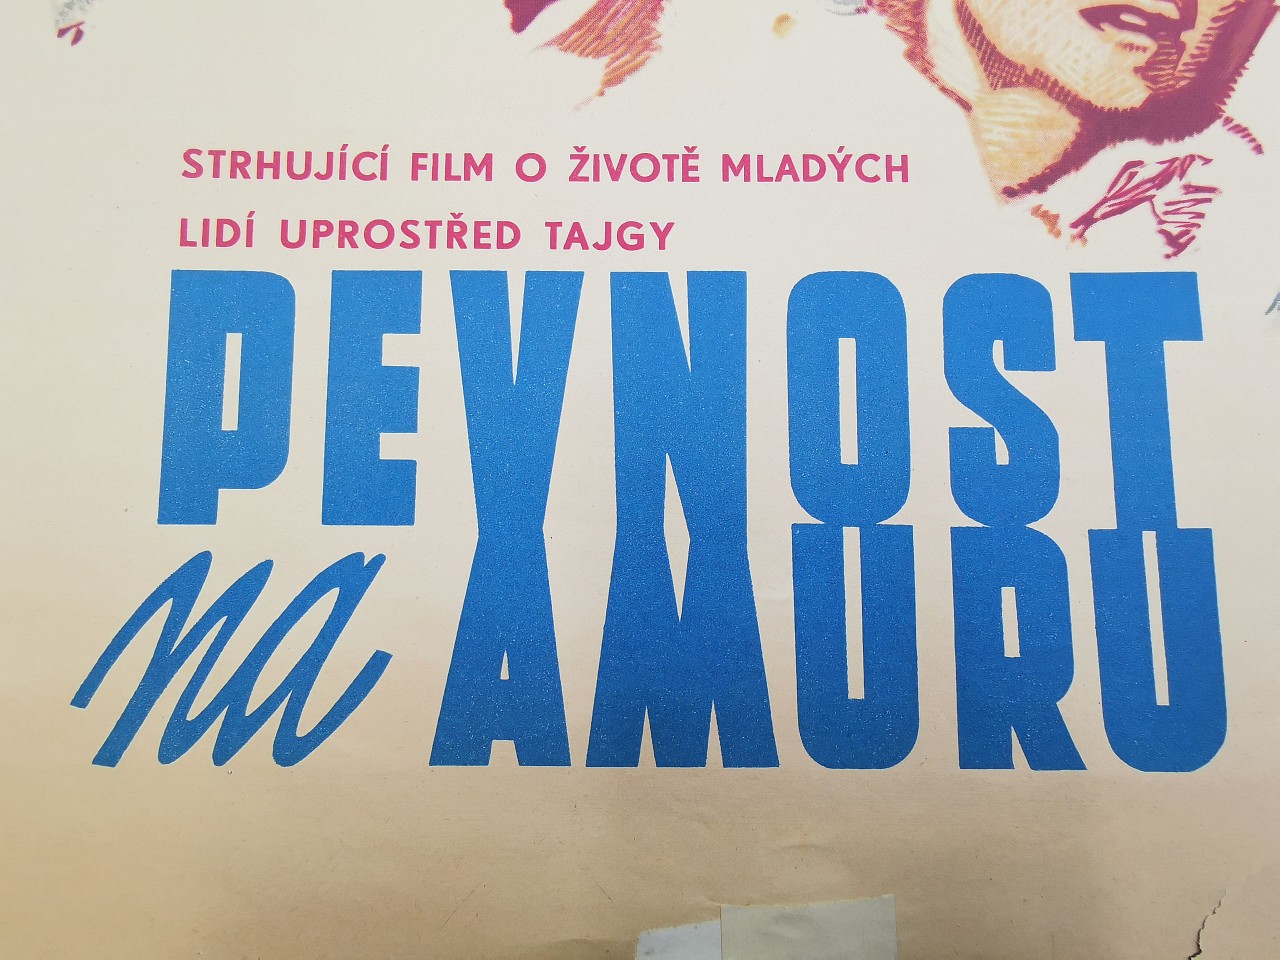 STRHUJÍCÍ FILM O ŽIVOTĚ MLADÝCH
LIDÍ UPROSTŘED TAJGY
PEVNOST
na AMURU